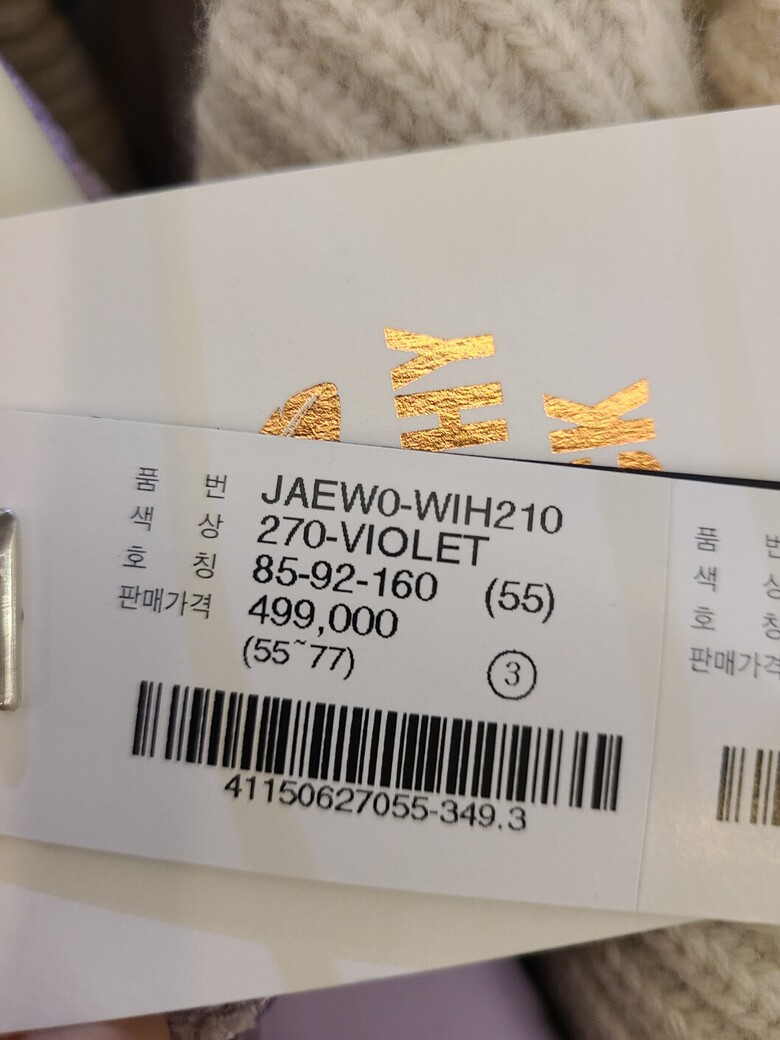 HY
K
품 번 JAEW0-WIH210
색 상 270-VIOLET
호 칭 85-92-160 (55)
판매가격 499,000
(55~77) ③
41150627055-349.3
품 번
색 상
호 칭
판매가격